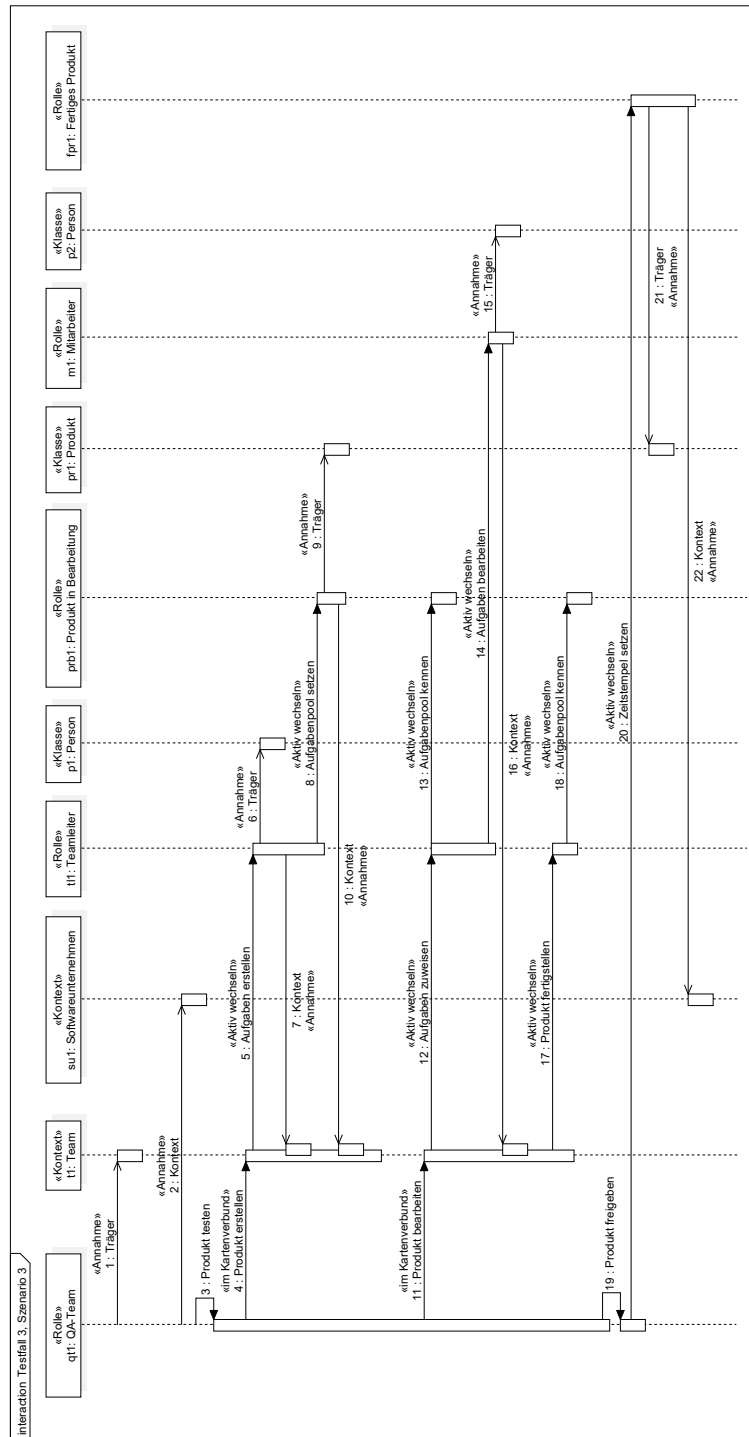 interaction Testfall 3, Szenario 3
«Rolle»
qt1: QA-Team
«Kontext»
t1: Team
«Kontext»
su1: Softwareunternehmen
«Rolle»
tl1: Teamleiter
«Klasse»
p1: Person
«Rolle»
prb1: Produkt in Bearbeitung
«Klasse»
pr1: Produkt
«Rolle»
m1: Mitarbeiter
«Klasse»
p2: Person
«Rolle»
fpr1: Fertiges Produkt
«Annahme»
1 : Träger
«Annahme»
2 : Kontext
3 : Produkt testen
«im Kartenverbund»
4 : Produkt erstellen
«Aktiv wechseln»
5 : Aufgaben erstellen
«Annahme»
6 : Träger
7 : Kontext
«Annahme»
«Aktiv wechseln»
8 : Aufgabenpool setzen
«Annahme»
9 : Träger
10 : Kontext
«Annahme»
«im Kartenverbund»
11 : Produkt bearbeiten
«Aktiv wechseln»
12 : Aufgaben zuweisen
«Aktiv wechseln»
13 : Aufgabenpool kennen
«Aktiv wechseln»
14 : Aufgaben bearbeiten
«Annahme»
15 : Träger
16 : Kontext
«Annahme»
«Aktiv wechseln»
17 : Produkt fertigstellen
«Aktiv wechseln»
18 : Aufgabenpool kennen
19 : Produkt freigeben
«Aktiv wechseln»
20 : Zeitstempel setzen
21 : Träger
«Annahme»
22 : Kontext
«Annahme»